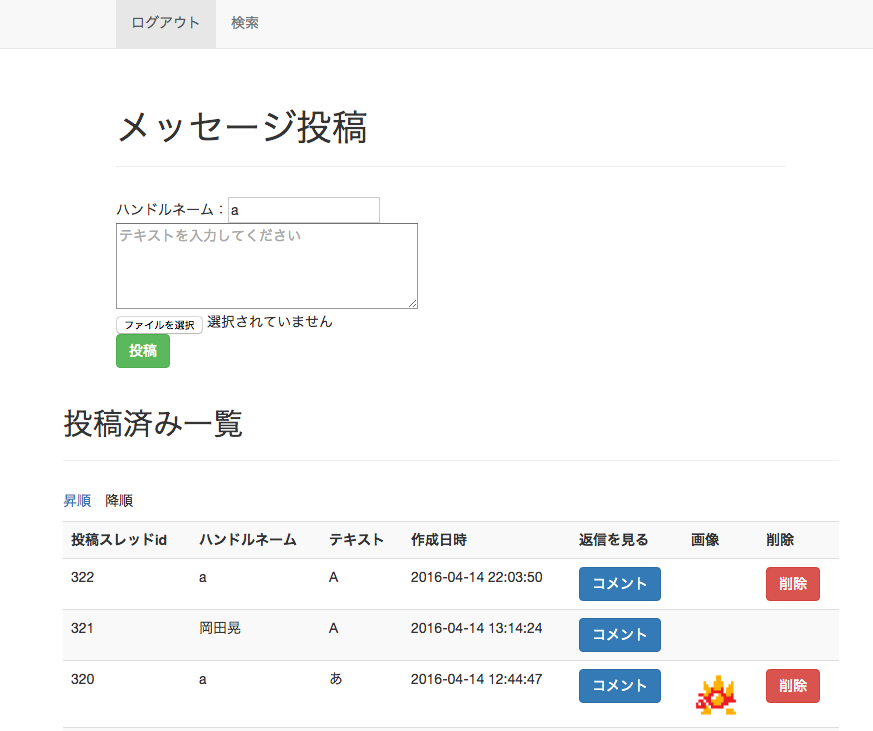 ログアウト 検索
メッセージ投稿
ハンドルネーム：a
テキストを入力してください
ファイルを選択 選択されていません
投稿
投稿済み一覧
昇順 降順
投稿スレッドid ハンドルネーム テキスト 作成日時 返信を見る 画像 削除
322 a A 2016-04-14 22:03:50 コメント 削除
321 岡田晃 A 2016-04-14 13:14:24 コメント
320 a あ 2016-04-14 12:44:47 コメント 削除